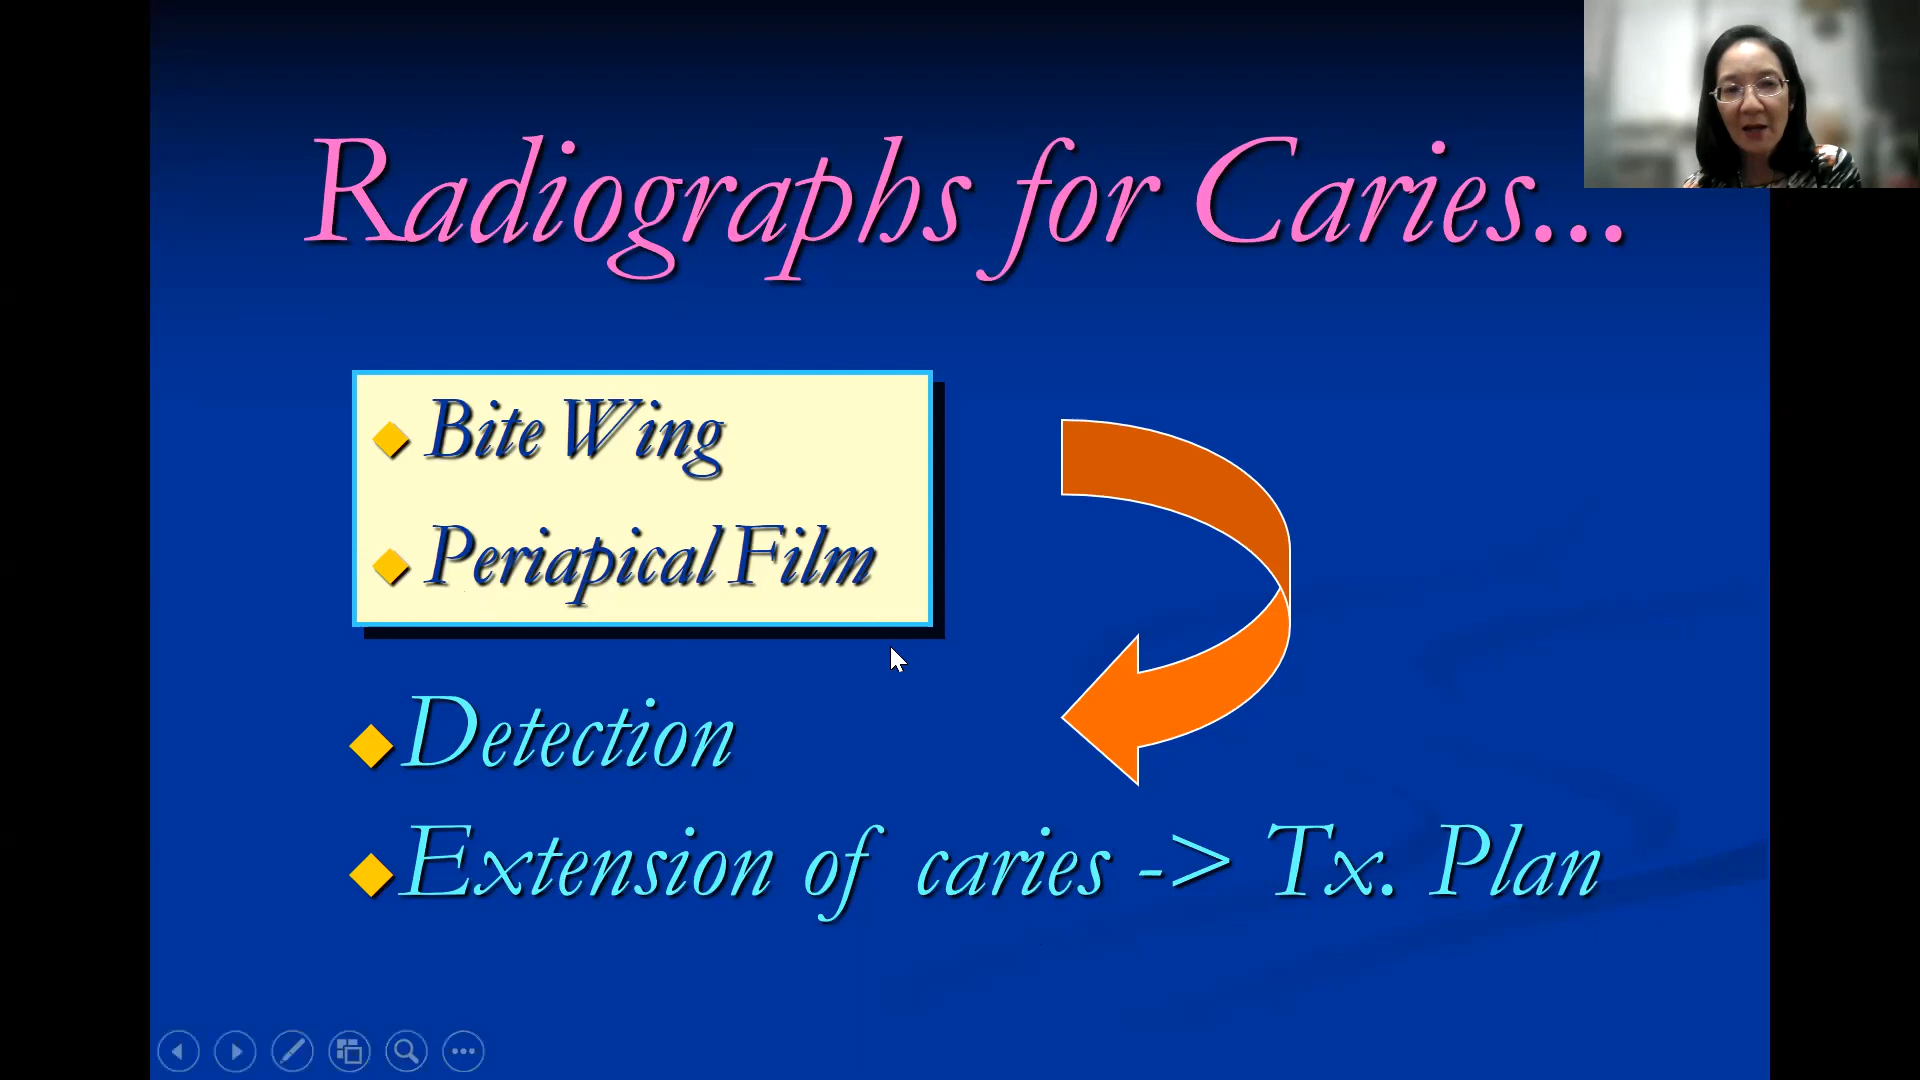 Radiographs for Caries...
Bite Wing
Periapical Film
Detection
Extension of caries -> Tx. Plan